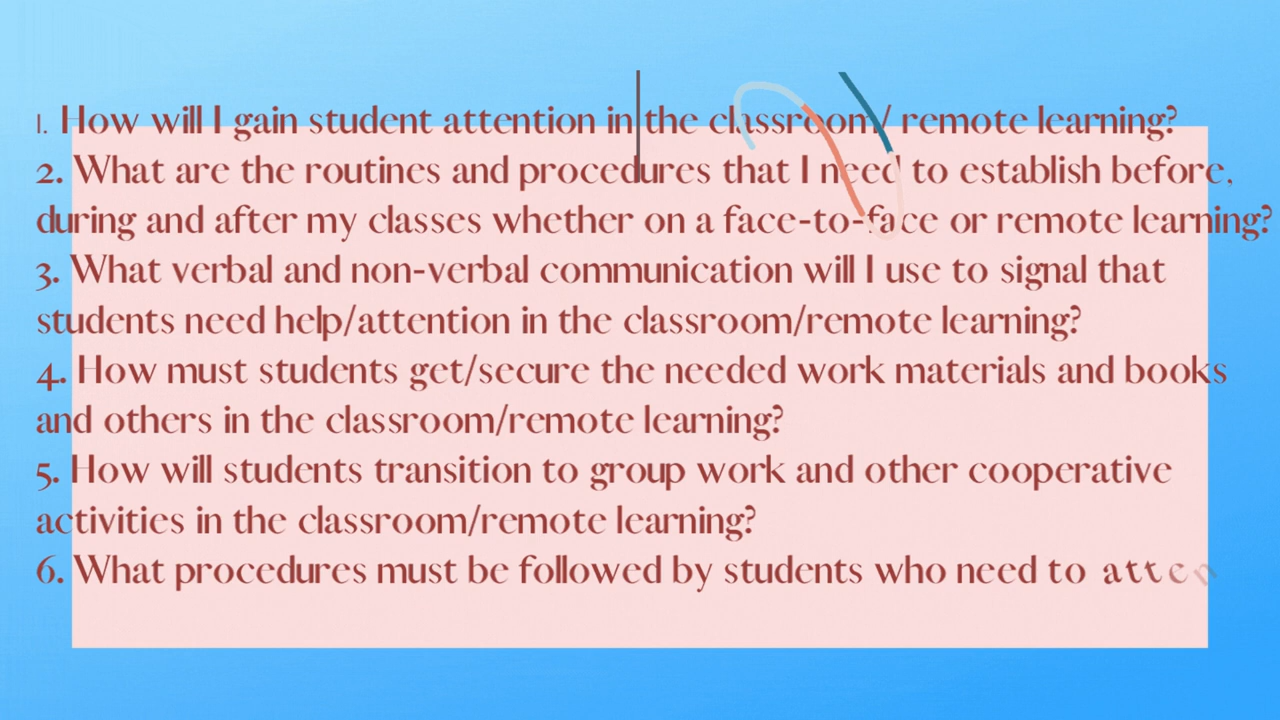 1. How will I gain student attention in the classroom/ remote learning?
2. What are the routines and procedures that I need to establish before,
during and after my classes whether on a face-to-face or remote learning?
3. What verbal and non-verbal communication will I use to signal that
students need help/attention in the classroom/remote learning?
4. How must students get/secure the needed work materials and books
and others in the classroom/remote learning?
5. How will students transition to group work and other cooperative
activities in the classroom/remote learning?
6. What procedures must be followed by students who need to atten